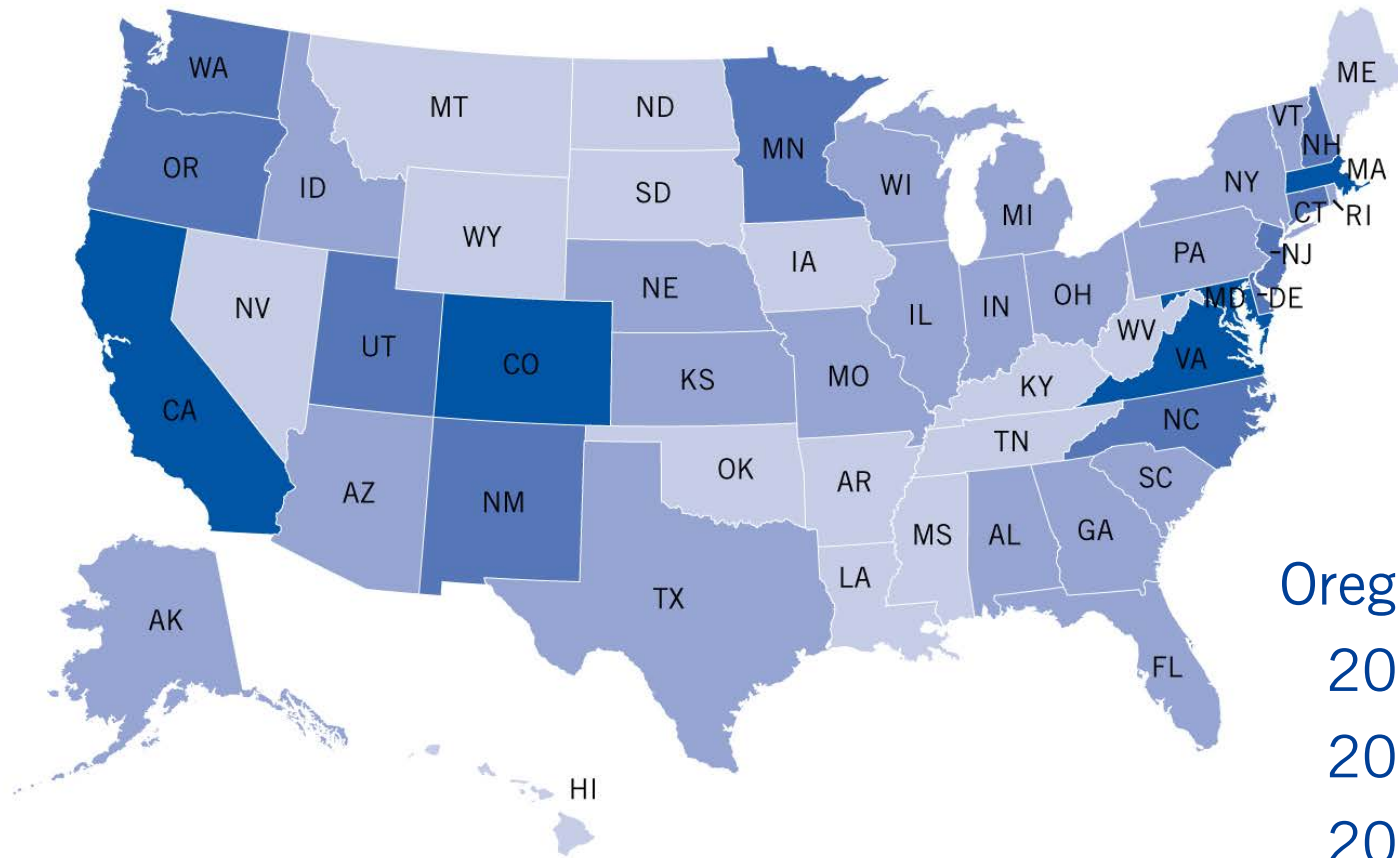 WA
MT
ND
MN
ME
VT
NH
OR
ID
SD
WI
MI
NY
MA
CT
RI
WY
IA
PA
NJ
NV
NE
IL
IN
OH
MD
DE
UT
CO
KS
MO
WV
VA
CA
KY
TN
NC
AZ
NM
OK
AR
SC
MS
AL
GA
LA
TX
Oreg
AK
20
FL
20
HI
20